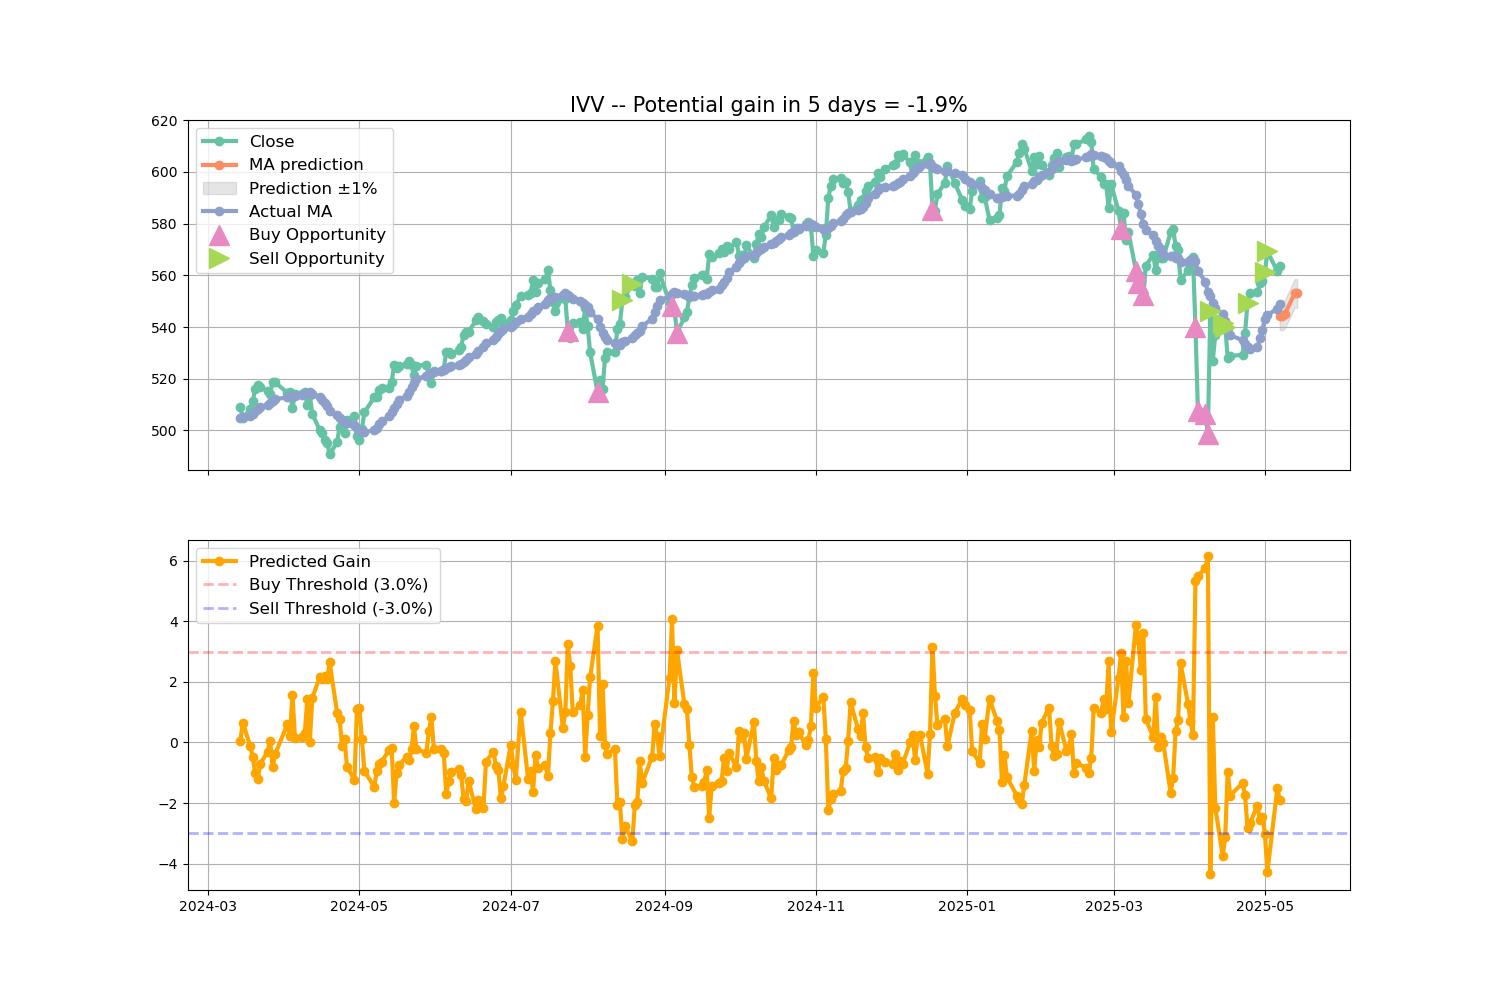 IVV -- Potential gain in 5 days = -1.9%
620
600
580
560
540
520
500
Close
MA prediction
Prediction ±1%
Actual MA
Buy Opportunity
Sell Opportunity
6
4
2
0
−2
−4
Predicted Gain
Buy Threshold (3.0%)
Sell Threshold (-3.0%)
2024-03 2024-05 2024-07 2024-09 2024-11 2025-01 2025-03 2025-05